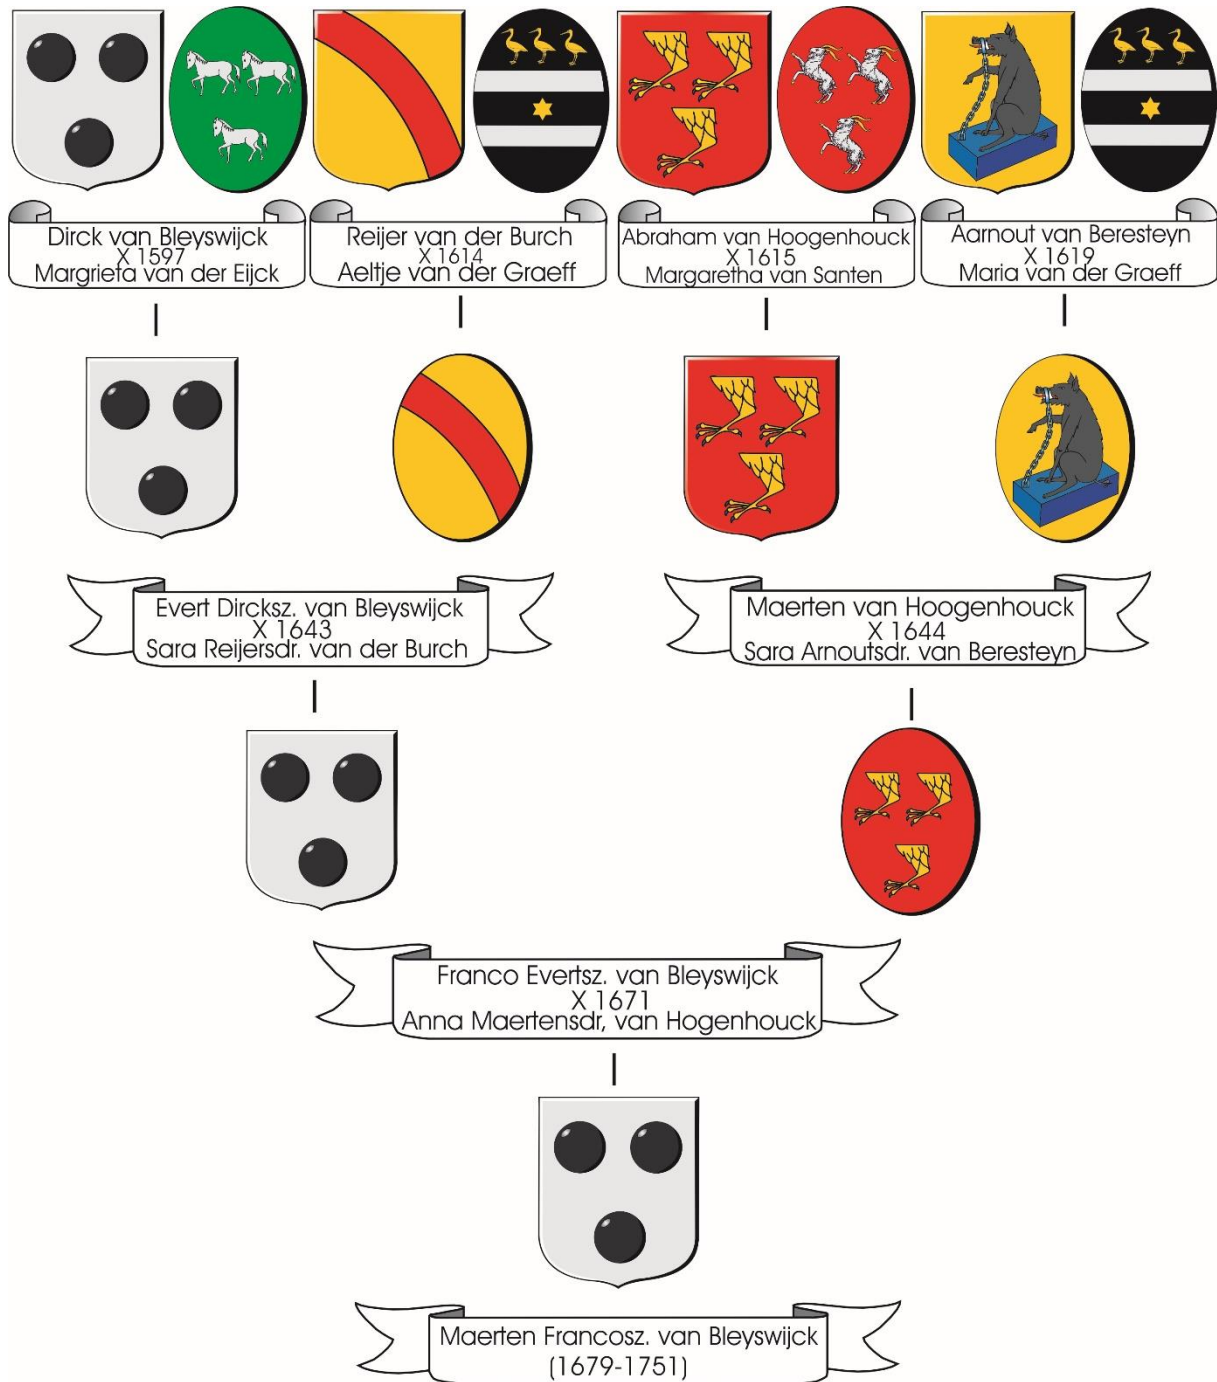 Dirck van Bleyswijck
X 1597
Margrieta van der Eijck
Reijer van der Burch
X 1614
Aeltje van der Graeff
Abraham van Hoogenhouck
X 1615
Margaretha van Santen
Aarnout van Beresteyn
X 1619
Maria van der Graeff
Evert Dircksz. van Bleyswijck
X 1643
Sara Reijersdr. van der Burch
Maerten van Hoogenhouck
X 1644
Sara Arnoutsdr. van Beresteyn
Franco Evertsz. van Bleyswijck
X 1671
Anna Maertensdr, van Hogenhouck
Maerten Francosz. van Bleyswijck
(1679-1751)